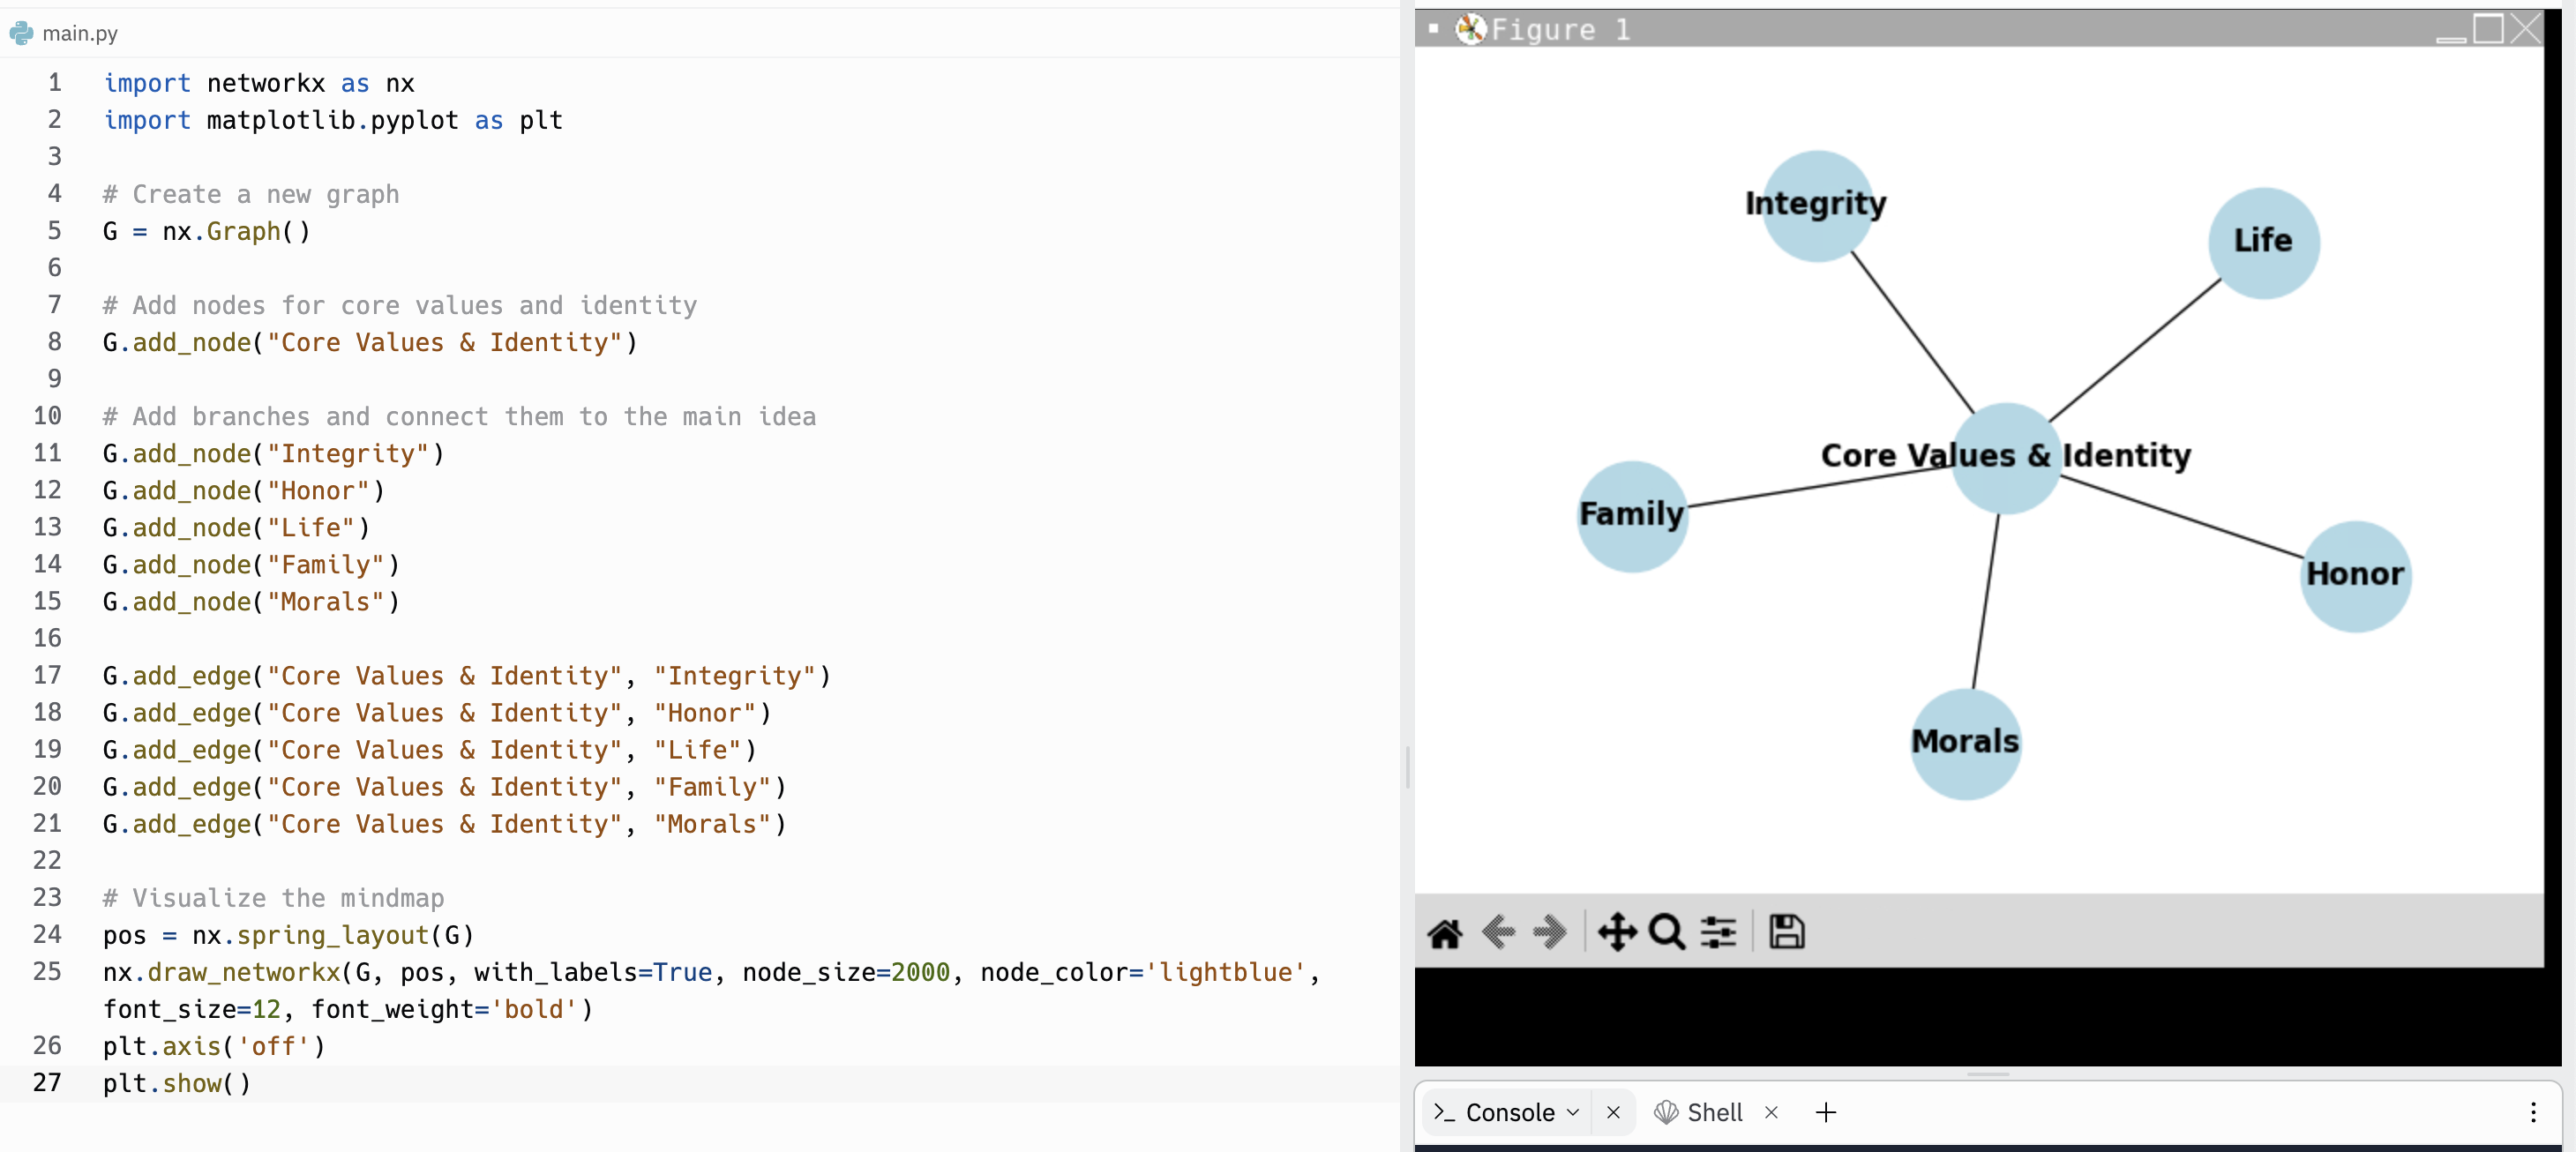 main.py
1 import networkx as nx
2 import matplotlib.pyplot as plt
3
4 # Create a new graph
5 G = nx.Graph()
6
7 # Add nodes for core values and identity
8 G.add_node("Core Values & Identity")
9
10 # Add branches and connect them to the main idea
11 G.add_node("Integrity")
12 G.add_node("Honor")
13 G.add_node("Life")
14 G.add_node("Family")
15 G.add_node("Morals")
16
17 G.add_edge("Core Values & Identity", "Integrity")
18 G.add_edge("Core Values & Identity", "Honor")
19 G.add_edge("Core Values & Identity", "Life")
20 G.add_edge("Core Values & Identity", "Family")
21 G.add_edge("Core Values & Identity", "Morals")
22
23 # Visualize the mindmap
24 pos = nx.spring_layout(G)
25 nx.draw_networkx(G, pos, with_labels=True, node_size=2000, node_color='lightblue',
font_size=12, font_weight='bold')
26 plt.axis('off')
27 plt.show()
Figure 1
Integrity
Life
Core Values & Identity
Family
Honor
Morals
Console
Shell